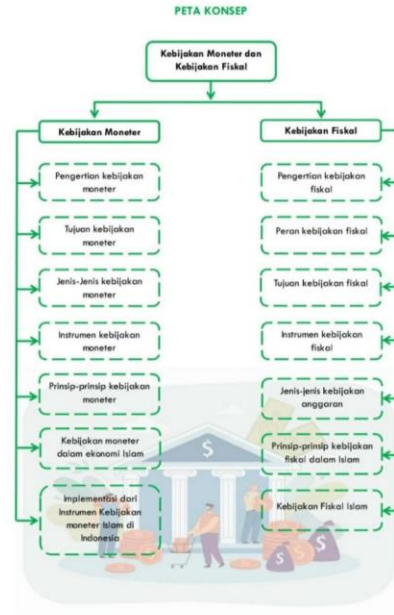 PETA KONSEP
Kebijakan Moneter dan
Kebijakan Fiskal
Kebijakan Moneter
Pengertian kebijakan
moneter
Tujuan kebijakan
moneter
Jenis-Jenis kebijakan
moneter
Instrumen kebijakan
moneter
Prinsip-prinsip kebijakan
moneter
Kebijakan moneter
dalam ekonomi Islam
Implementasi dari
Instrumen Kebijakan
moneter Islam di
Indonesia
Kebijakan Fiskal
Pengertian kebijakan
fiskal
Peran kebijakan fiskal
Tujuan kebijakan fiskal
Instrumen kebijakan
fiskal
Jenis-jenis kebijakan
anggaran
Prinsip-prinsip kebijakan
fiskal dalam Islam
Kebijakan Fiskal Islam
$
$
$